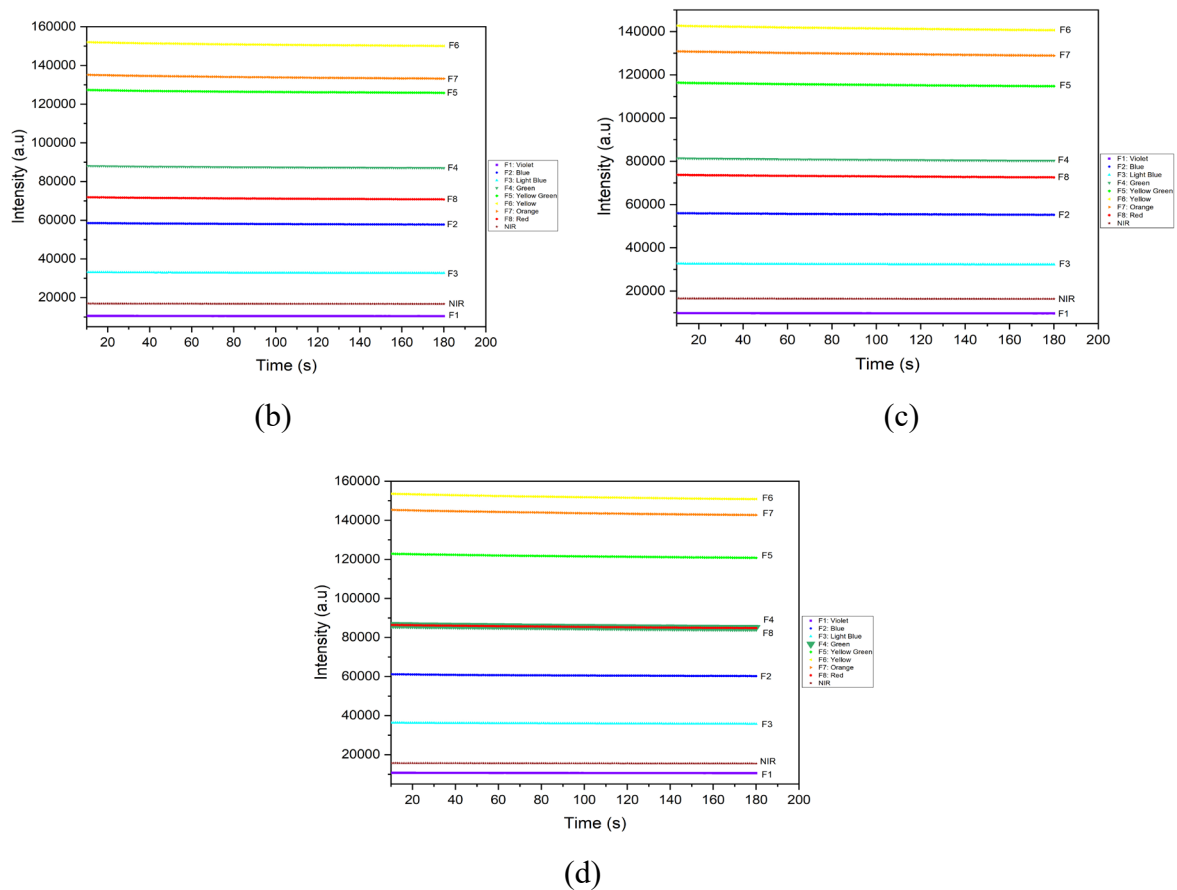 160000
140000
120000
100000
80000
60000
40000
20000
Intensity (a.u)
20 40 60 80 100 120 140 160 180 200
Time (s)
F6
F7
F5
F4
F8
F2
F3
NIR
F1
F1: Violet
F2: Blue
F3: Light Blue
F4: Green
F5: Yellow Green
F6: Yellow
F7: Orange
F8: Red
NIR
(b)
140000
120000
100000
80000
60000
40000
20000
Intensity (a.u)
20 40 60 80 100 120 140 160 180 200
Time (s)
F6
F7
F5
F4
F8
F2
F3
NIR
F1
F1: Violet
F2: Blue
F3: Light Blue
F4: Green
F5: Yellow Green
F6: Yellow
F7: Orange
F8: Red
NIR
(c)
160000
140000
120000
100000
80000
60000
40000
20000
Intensity (a.u)
20 40 60 80 100 120 140 160 180 200
Time (s)
F6
F7
F5
F4
F8
F2
F3
NIR
F1
F1: Violet
F2: Blue
F3: Light Blue
F4: Green
F5: Yellow Green
F6: Yellow
F7: Orange
F8: Red
NIR
(d)